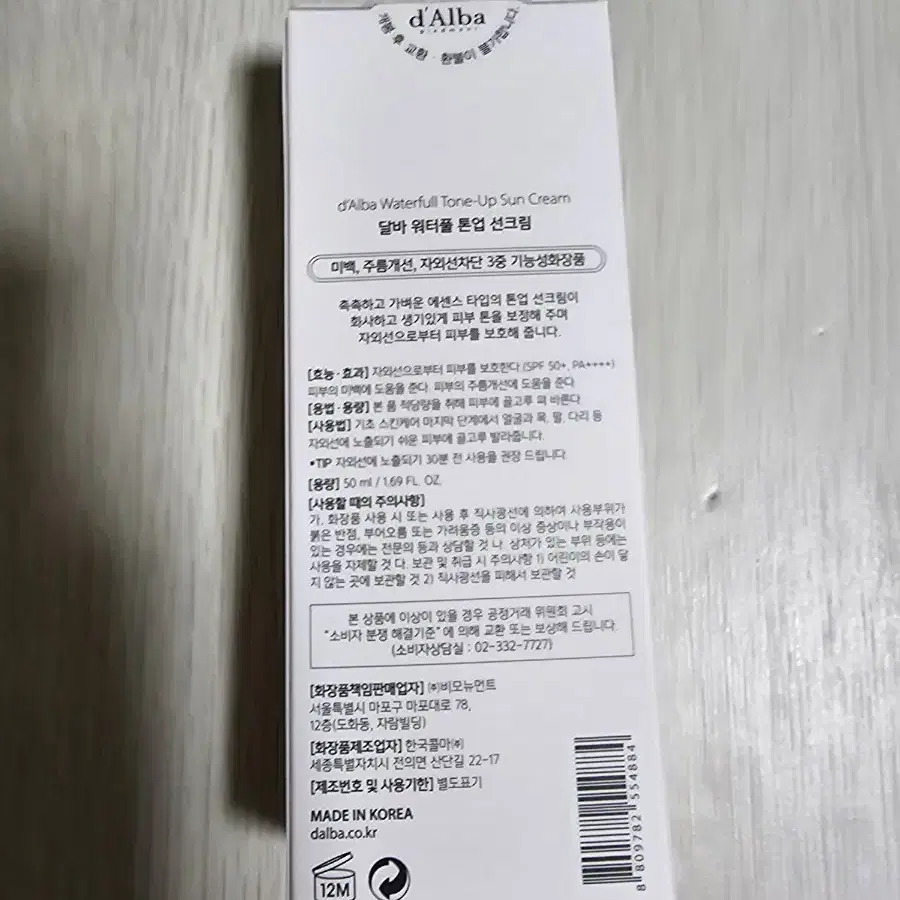 d'Alba
piedmont
개봉 후 교환·환불이 불가합니다.
d'Alba Waterfull Tone-Up Sun Cream
달바 워터풀 톤업 선크림
미백, 주름개선, 자외선차단 3중 기능성화장품
촉촉하고 가벼운 에센스 타입의 톤업 선크림이
화사하고 생기있게 피부 톤을 보정해 주며
자외선으로부터 피부를 보호해 줍니다.
[효능·효과] 자외선으로부터 피부를 보호한다.(SPF 50+, PA++++)
피부의 미백에 도움을 준다. 피부의 주름개선에 도움을 준다.
[용법·용량] 본 품 적당량을 취해 피부에 골고루 펴 바른다.
[사용법] 기초 스킨케어 마지막 단계에서 얼굴과 목, 팔, 다리 등
자외선에 노출되기 쉬운 피부에 골고루 발라줍니다.
•TIP 자외선에 노출되기 30분 전 사용을 권장 드립니다.
[용량] 50 ml / 1.69 FL. OZ.
[사용할 때의 주의사항]
가. 화장품 사용 시 또는 사용 후 직사광선에 의하여 사용부위가
붉은 반점, 부어오름 또는 가려움증 등의 이상 증상이나 부작용이
있는 경우에는 전문의 등과 상담할 것 나. 상처가 있는 부위 등에는
사용을 자제할 것 다. 보관 및 취급 시 주의사항 1) 어린이의 손이 닿
지 않는 곳에 보관할 것 2) 직사광선을 피해서 보관할 것
본 상품에 이상이 있을 경우 공정거래 위원회 고시
"소비자 분쟁 해결기준" 에 의해 교환 또는 보상해 드립니다.
(소비자상담실 : 02-332-7727)
[화장품책임판매업자] ㈜비모뉴먼트
서울특별시 마포구 마포대로 78,
12층(도화동, 자람빌딩)
[화장품제조업자] 한국콜마㈜
세종특별자치시 전의면 산단길 22-17
[제조번호 및 사용기한] 별도표기
MADE IN KOREA
dalba.co.kr
12M
8 809782 554884